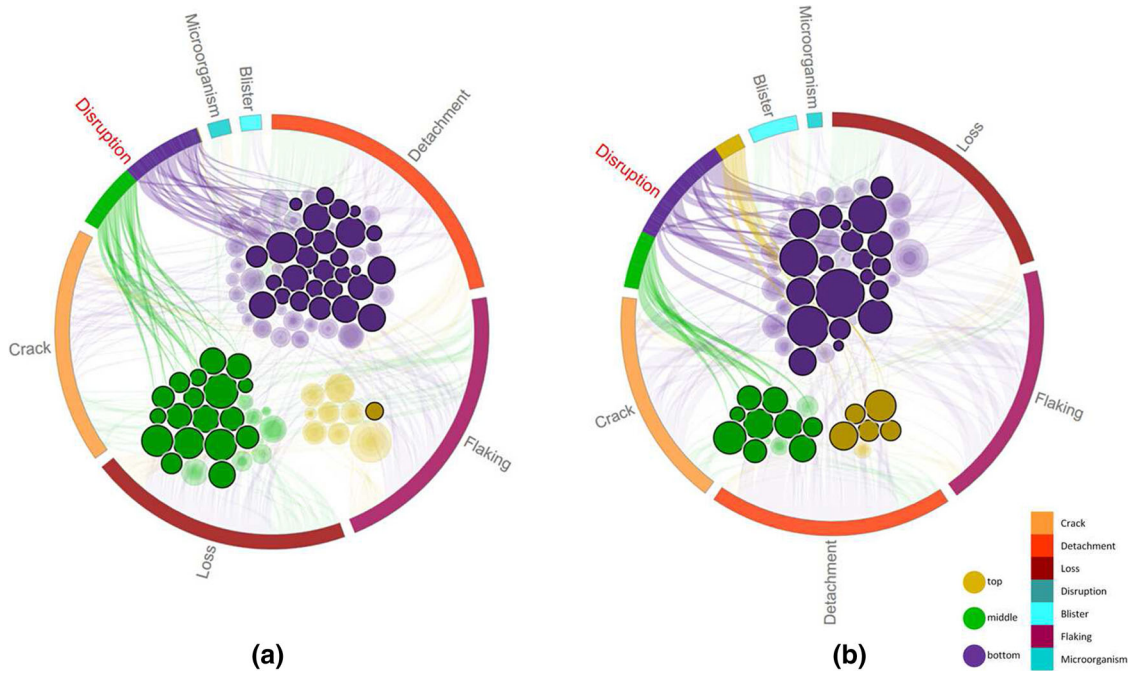 Microorganism
Blister
Disruption
Detachment
Crack
Flaking
Loss
(a)
Microorganism
Blister
Disruption
Loss
Crack
Flaking
Detachment
(b)
top
middle
bottom
Crack
Detachment
Loss
Disruption
Blister
Flaking
Microorganism